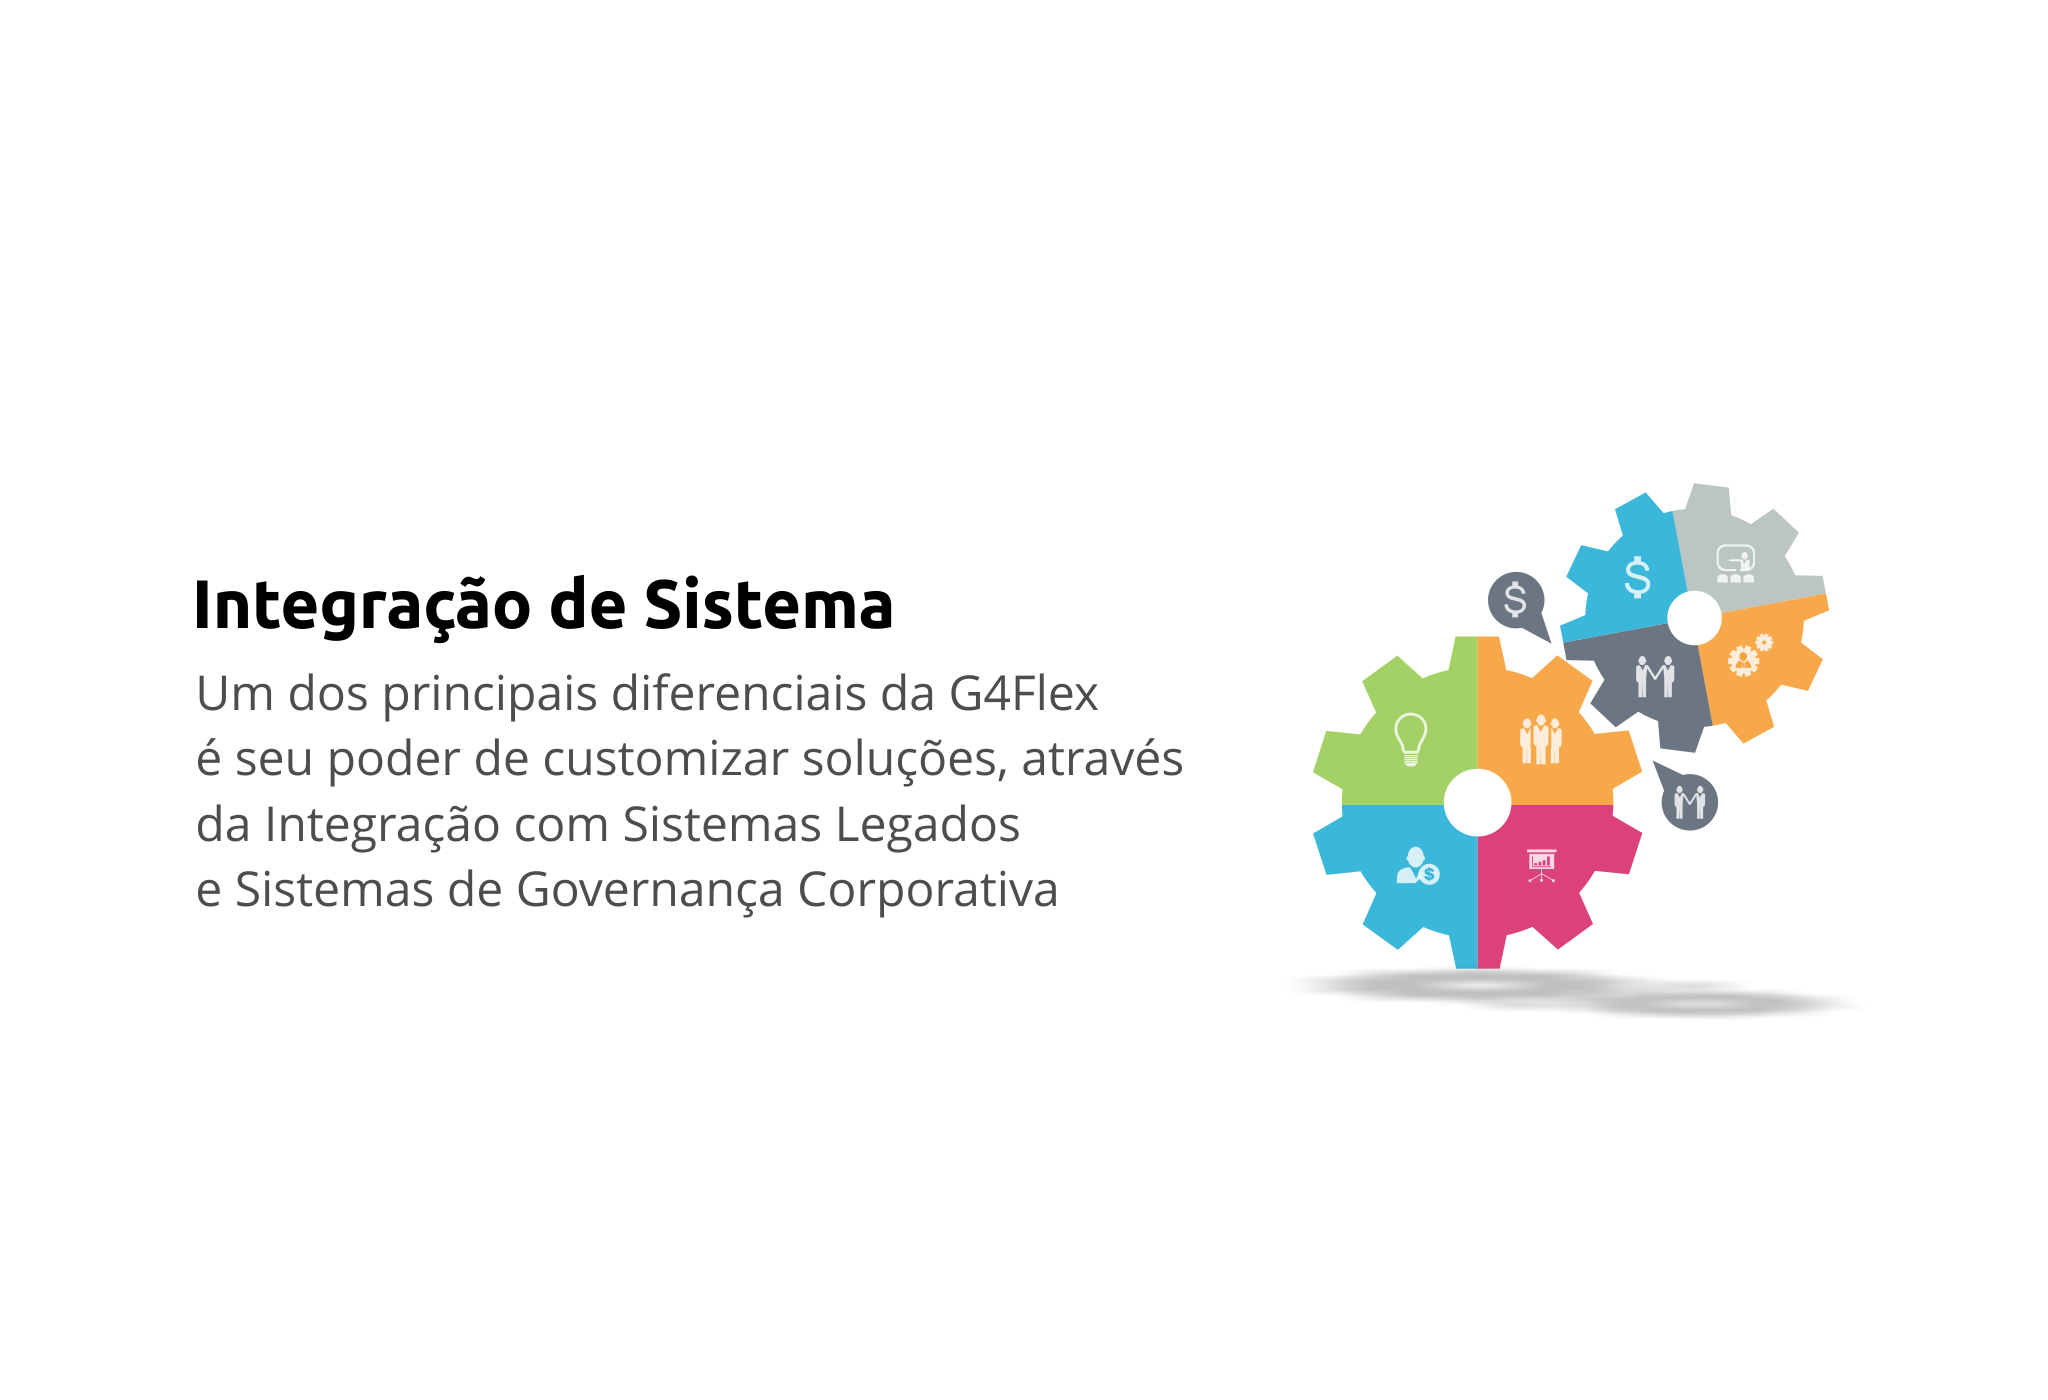 Integração de Sistema
Um dos principais diferenciais da G4Flex
é seu poder de customizar soluções, através
da Integração com Sistemas Legados
e Sistemas de Governança Corporativa